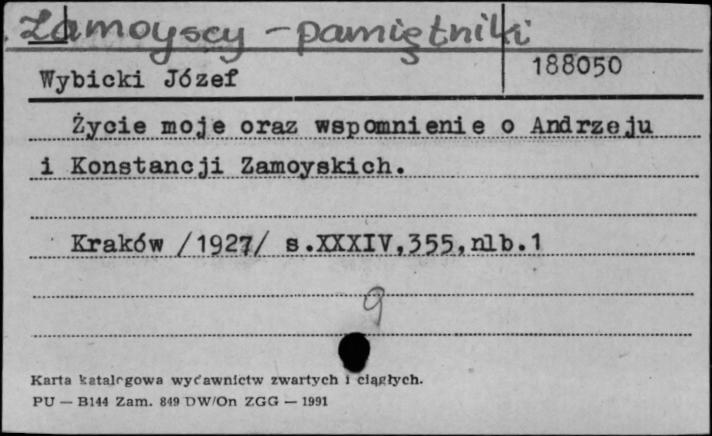 Zamoyscy - pamiętniki
Wybicki Józef
188050
Życie moje oraz wspomnienie o Andrzeju
i Konstancji Zamoyskich.
Kraków /1927/ s.XXXIV,355,nlb.1
9
Karta katalogowa wydawnictw zwartych i ciągłych.
PU — B144 Zam. 849 DW/On ZGG — 1991